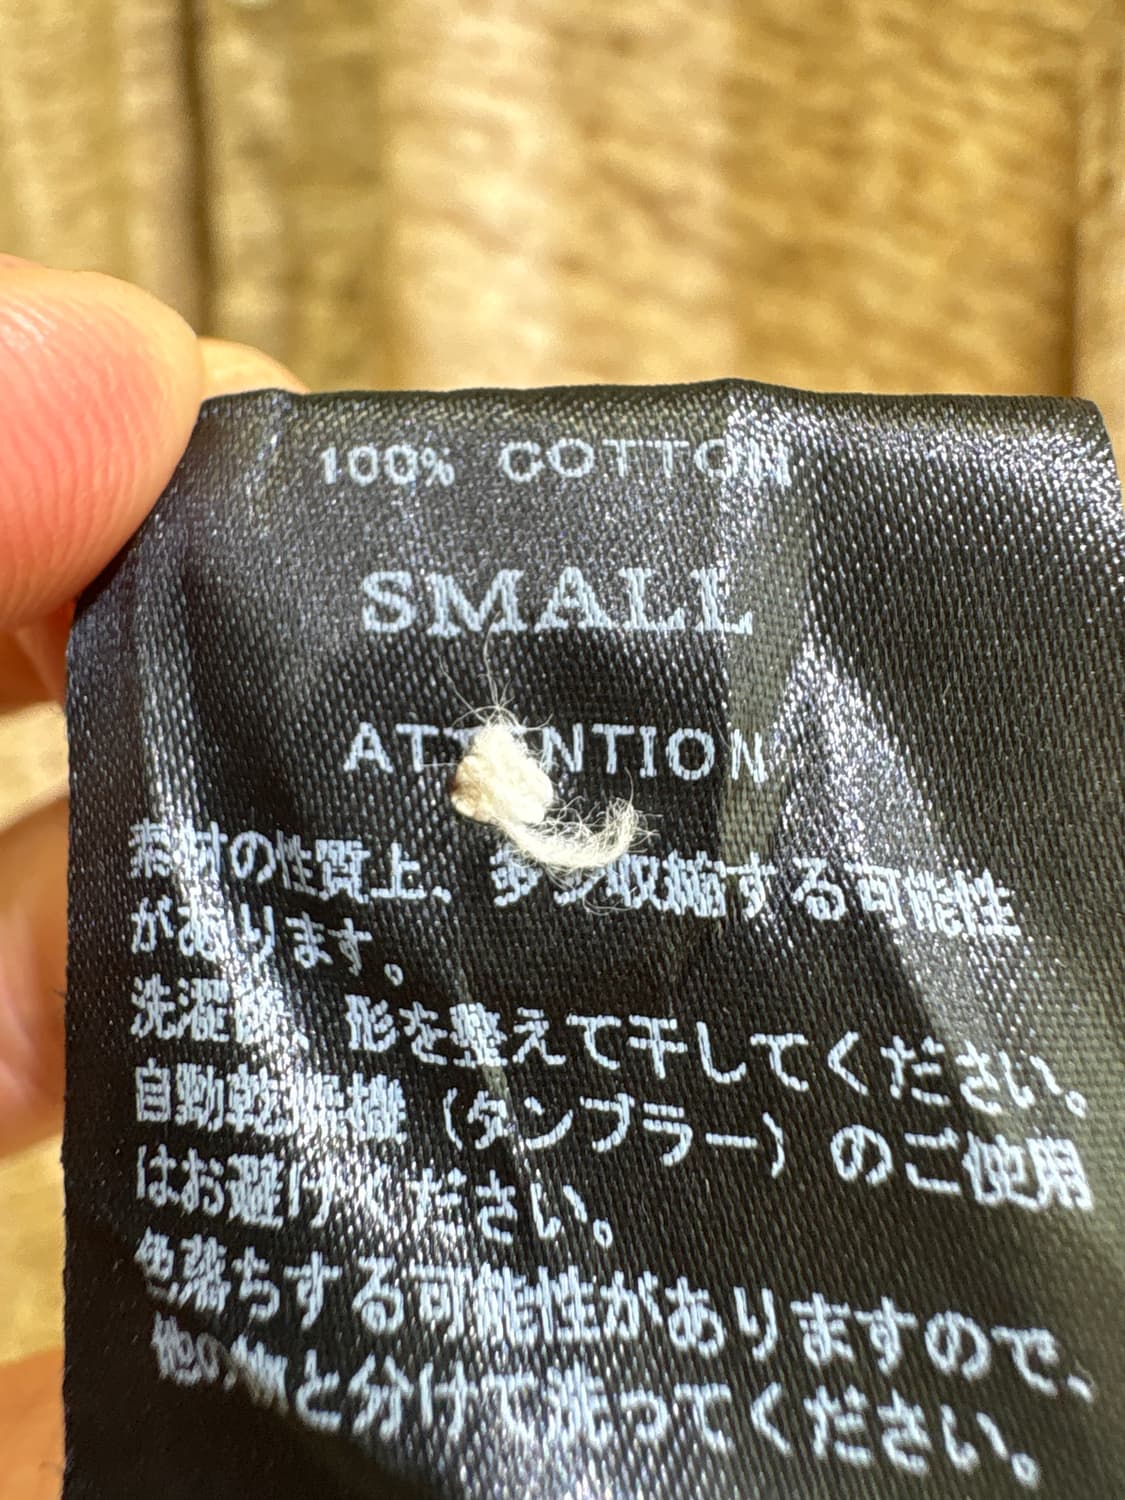 100% COTTON
SMALL
ATTENTION
素材の性質上、多少収縮する可能性
があります。
洗濯後、形を整えて干してください。
自動乾燥機（タンブラー）のご使用
はお避けください。
色落ちする可能性がありますので、
他の物と分けて洗ってください。